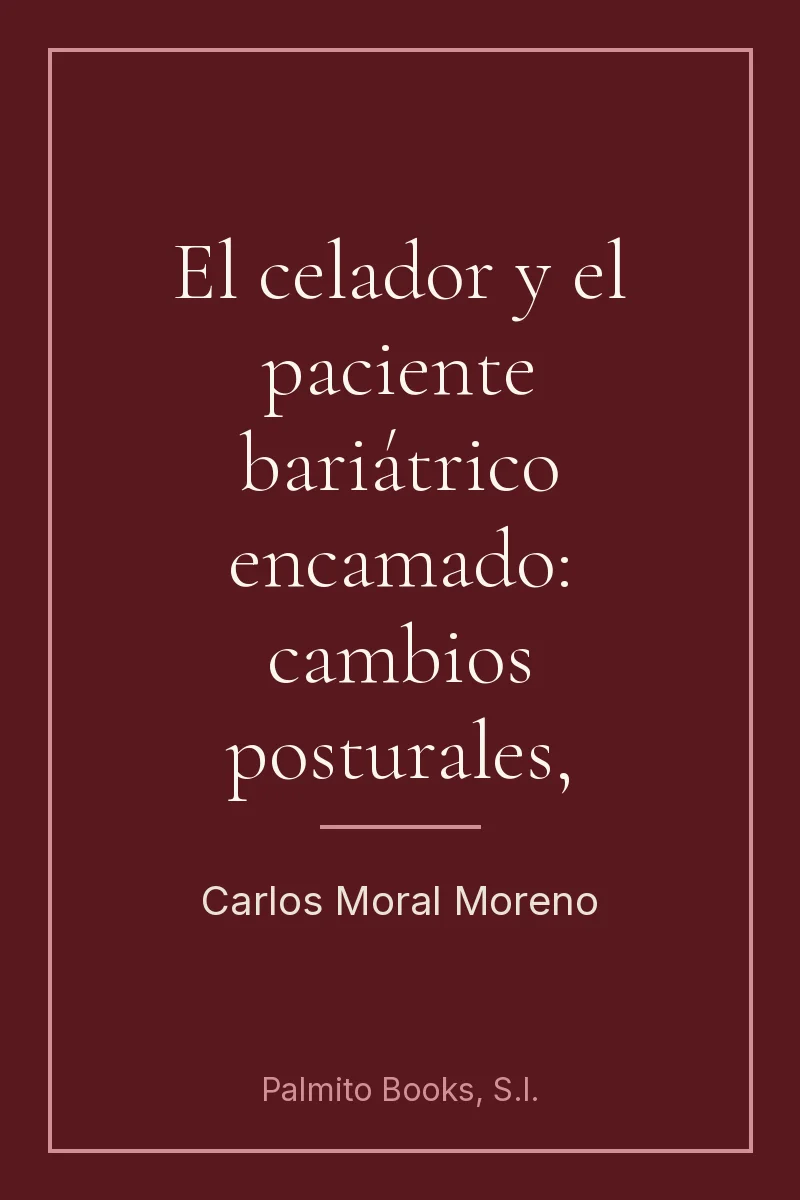 El celador y el
paciente
bariátrico
encamado:
cambios
posturales,
Carlos Moral Moreno
Palmito Books, S.l.